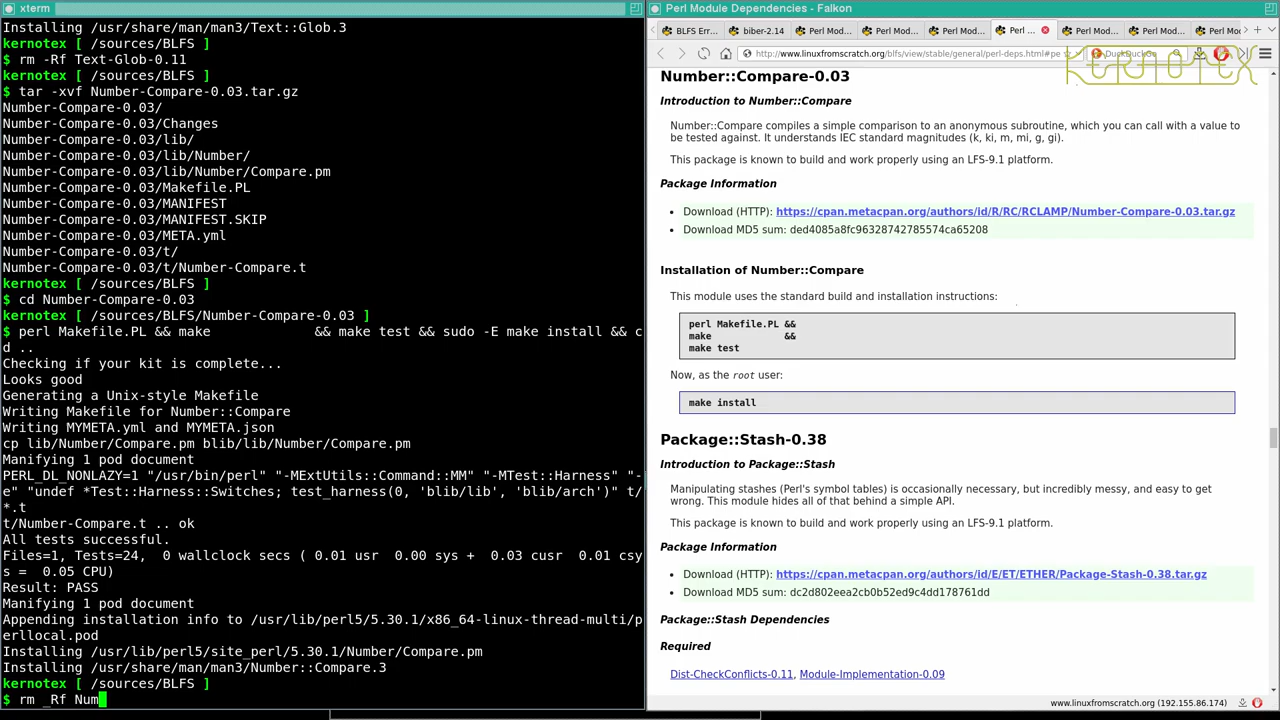 xterm
Installing /usr/share/man/man3/Text::Glob.3
kernotex [ /sources/BLFS ]
$ rm -Rf Text-Glob-0.11
kernotex [ /sources/BLFS ]
$ tar -xvf Number-Compare-0.03.tar.gz
Number-Compare-0.03/
Number-Compare-0.03/Changes
Number-Compare-0.03/lib/
Number-Compare-0.03/lib/Number/
Number-Compare-0.03/lib/Number/Compare.pm
Number-Compare-0.03/Makefile.PL
Number-Compare-0.03/MANIFEST
Number-Compare-0.03/MANIFEST.SKIP
Number-Compare-0.03/META.yml
Number-Compare-0.03/t/
Number-Compare-0.03/t/Number-Compare.t
kernotex [ /sources/BLFS ]
$ cd Number-Compare-0.03
kernotex [ /sources/BLFS/Number-Compare-0.03 ]
$ perl Makefile.PL && make             && make test && sudo -E make install && c
d ..
Checking if your kit is complete...
Looks good
Generating a Unix-style Makefile
Writing Makefile for Number::Compare
Writing MYMETA.yml and MYMETA.json
cp lib/Number/Compare.pm blib/lib/Number/Compare.pm
Manifying 1 pod document
PERL_DL_NONLAZY=1 "/usr/bin/perl" "-MExtUtils::Command::MM" "-MTest::Harness" "-
e" "undef *Test::Harness::Switches; test_harness(0, 'blib/lib', 'blib/arch')" t/
*.t
t/Number-Compare.t .. ok
All tests successful.
Files=1, Tests=24,  0 wallclock secs ( 0.01 usr  0.00 sys +  0.03 cusr  0.01 csy
s =  0.05 CPU)
Result: PASS
Manifying 1 pod document
Appending installation info to /usr/lib/perl5/5.30.1/x86_64-linux-thread-multi/p
erllocal.pod
Installing /usr/lib/perl5/site_perl/5.30.1/Number/Compare.pm
Installing /usr/share/man/man3/Number::Compare.3
kernotex [ /sources/BLFS ]
$ rm _Rf Num
Perl Module Dependencies - Falkon
BLFS Err... biber-2.14 Perl Mod... Perl Mod... Perl Mod... Perl ... Perl Mod... Perl Mod... Perl Mo
http://www.linuxfromscratch.org/blfs/view/stable/general/perl-deps.html#pe DuckDuckGo
KERNOTEX
Number::Compare-0.03
Introduction to Number::Compare
Number::Compare compiles a simple comparison to an anonymous subroutine, which you can call with a value to
be tested against. It understands IEC standard magnitudes (k, ki, m, mi, g, gi).
This package is known to build and work properly using an LFS-9.1 platform.
Package Information
• Download (HTTP): https://cpan.metacpan.org/authors/id/R/RC/RCLAMP/Number-Compare-0.03.tar.gz
• Download MD5 sum: ded4085a8fc96328742785574ca65208
Installation of Number::Compare
This module uses the standard build and installation instructions:
perl Makefile.PL &&
make             &&
make test
Now, as the root user:
make install
Package::Stash-0.38
Introduction to Package::Stash
Manipulating stashes (Perl's symbol tables) is occasionally necessary, but incredibly messy, and easy to get
wrong. This module hides all of that behind a simple API.
This package is known to build and work properly using an LFS-9.1 platform.
Package Information
• Download (HTTP): https://cpan.metacpan.org/authors/id/E/ET/ETHER/Package-Stash-0.38.tar.gz
• Download MD5 sum: dc2d802eea2cb0b52ed9c4dd178761dd
Package::Stash Dependencies
Required
Dist-CheckConflicts-0.11, Module-Implementation-0.09
www.linuxfromscratch.org (192.155.86.174)